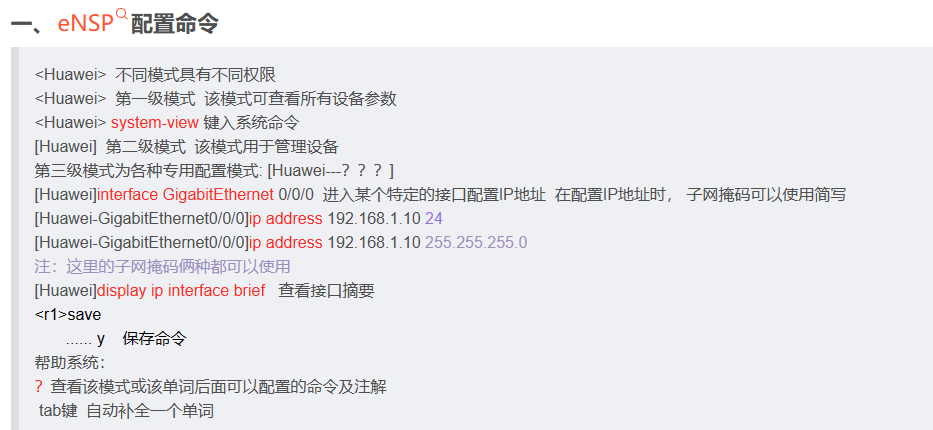 一、eNSP配置命令
<Huawei>  不同模式具有不同权限
<Huawei>  第一级模式  该模式可查看所有设备参数
<Huawei> system-view 键入系统命令
[Huawei]  第二级模式  该模式用于管理设备
第三级模式为各种专用配置模式: [Huawei---？？？]
[Huawei]interface GigabitEthernet 0/0/0  进入某个特定的接口配置IP地址  在配置IP地址时， 子网掩码可以使用简写
[Huawei-GigabitEthernet0/0/0]ip address 192.168.1.10 24
[Huawei-GigabitEthernet0/0/0]ip address 192.168.1.10 255.255.255.0
注：这里的子网掩码俩种都可以使用
[Huawei]display ip interface brief   查看接口摘要
<r1>save
...... y    保存命令
帮助系统：
？查看该模式或该单词后面可以配置的命令及注解
tab键  自动补全一个单词